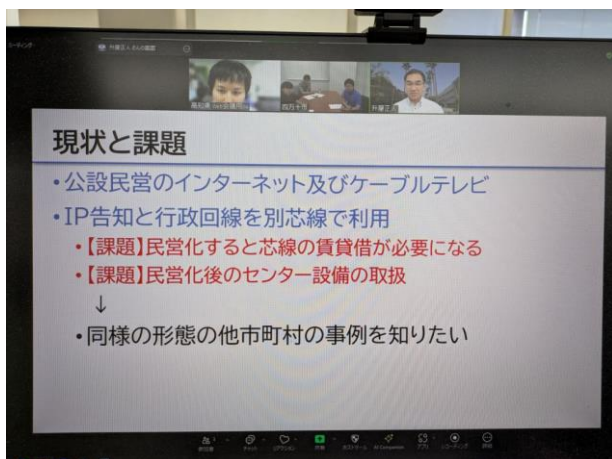 現状と課題
・公設民営のインターネット及びケーブルテレビ
・IP告知と行政回線を別芯線で利用
・【課題】民営化すると芯線の賃貸借が必要になる
・【課題】民営化後のセンター設備の取扱
↓
・同様の形態の他市町村の事例を知りたい